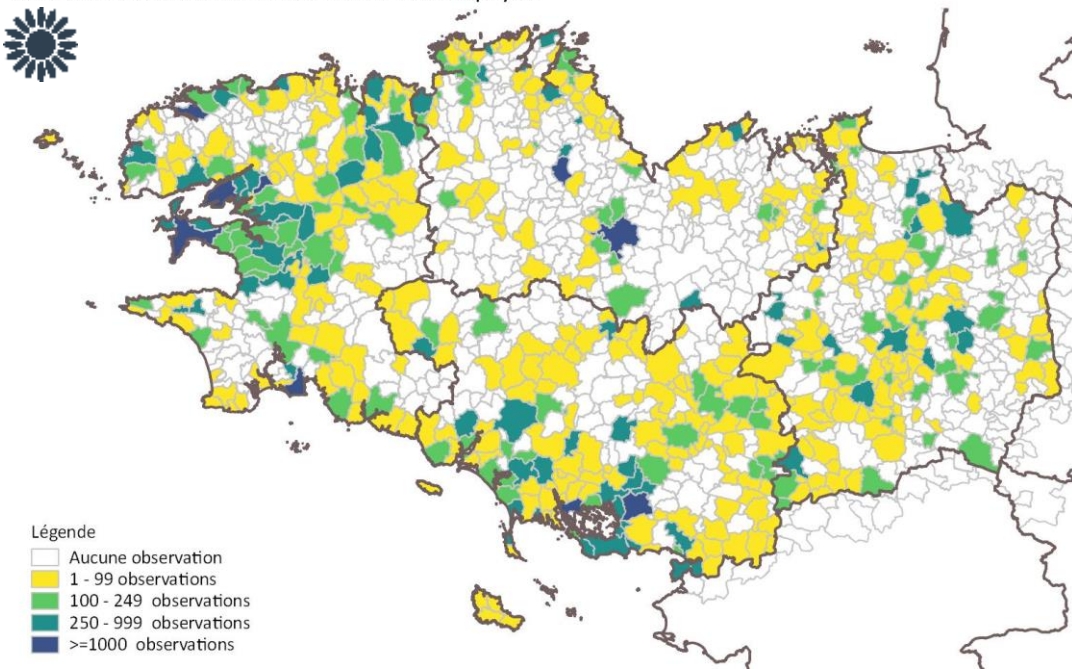 Légende
Aucune observation
1 - 99 observations
100 - 249 observations
250 - 999 observations
>=1000 observations